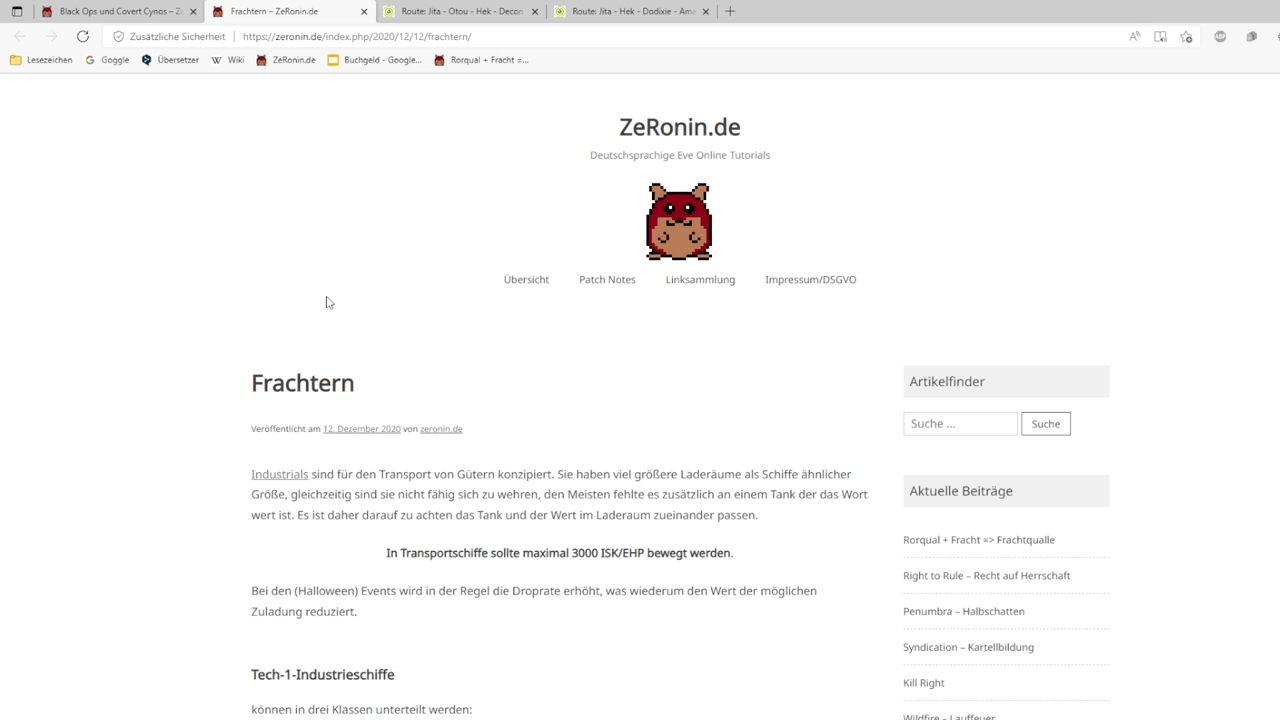 Black Ops und Covert Cynos – Z
Frachtern – ZeRonin.de
Route: Jita - Otou - Hek - Decon
Route: Jita - Hek - Dodixie - Ama
Zusätzliche Sicherheit
https://zeronin.de/index.php/2020/12/12/frachtern/
Lesezeichen
Goggle
Übersetzer
Wiki
ZeRonin.de
Buchgeld - Google...
Rorqual + Fracht =...
ZeRonin.de
Deutschsprachige Eve Online Tutorials
Übersicht
Patch Notes
Linksammlung
Impressum/DSGVO
Frachtern
Veröffentlicht am 12. Dezember 2020 von zeronin.de
Industrials sind für den Transport von Gütern konzipiert. Sie haben viel größere Laderäume als Schiffe ähnlicher
Größe, gleichzeitig sind sie nicht fähig sich zu wehren, den Meisten fehlte es zusätzlich an einem Tank der das Wort
wert ist. Es ist daher darauf zu achten das Tank und der Wert im Laderaum zueinander passen.
In Transportschiffe sollte maximal 3000 ISK/EHP bewegt werden.
Bei den (Halloween) Events wird in der Regel die Droprate erhöht, was wiederum den Wert der möglichen
Zuladung reduziert.
Tech-1-Industrieschiffe
können in drei Klassen unterteilt werden:
Artikelfinder
Suche ...
Suche
Aktuelle Beiträge
Rorqual + Fracht => Frachtqualle
Right to Rule – Recht auf Herrschaft
Penumbra – Halbschatten
Syndication – Kartellbildung
Kill Right
Wildfire – Lauffeuer